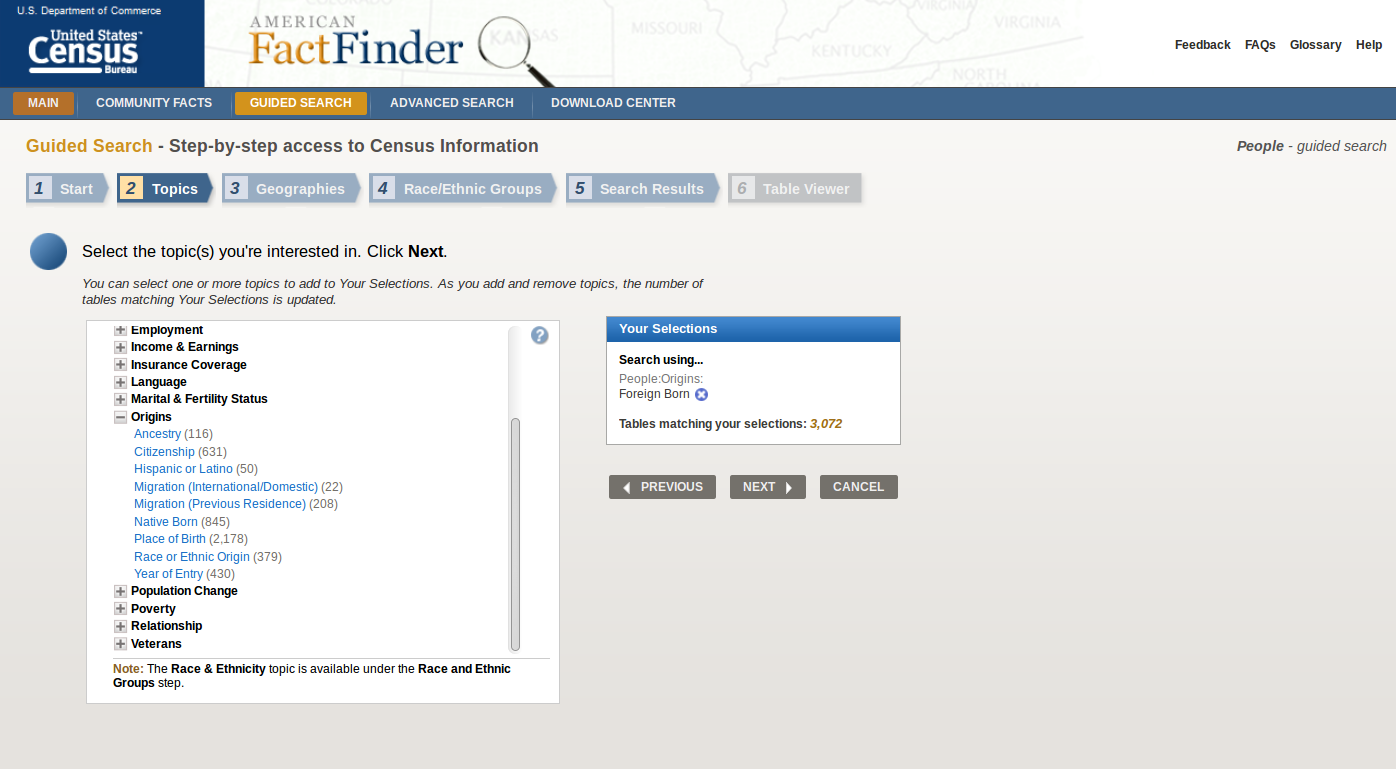 U.S. Department of Commerce
United States™
Census
Bureau
AMERICAN
FactFinder
COLORADO
KANSAS
MISSOURI
KENTUCKY
VIRGINIA
VIRGINIA
NORTH
CAROLINA
Feedback FAQs Glossary Help
MAIN COMMUNITY FACTS GUIDED SEARCH ADVANCED SEARCH DOWNLOAD CENTER
Guided Search - Step-by-step access to Census Information
People - guided search
1 Start 2 Topics 3 Geographies 4 Race/Ethnic Groups 5 Search Results 6 Table Viewer
Select the topic(s) you're interested in. Click Next.
You can select one or more topics to add to Your Selections. As you add and remove topics, the number of
tables matching Your Selections is updated.
Employment
Income & Earnings
Insurance Coverage
Language
Marital & Fertility Status
Origins
Ancestry (116)
Citizenship (631)
Hispanic or Latino (50)
Migration (International/Domestic) (22)
Migration (Previous Residence) (208)
Native Born (845)
Place of Birth (2,178)
Race or Ethnic Origin (379)
Year of Entry (430)
Population Change
Poverty
Relationship
Veterans
Note: The Race & Ethnicity topic is available under the Race and Ethnic
Groups step.
?
Your Selections
Search using...
People:Origins:
Foreign Born
Tables matching your selections: 3,072
PREVIOUS NEXT CANCEL